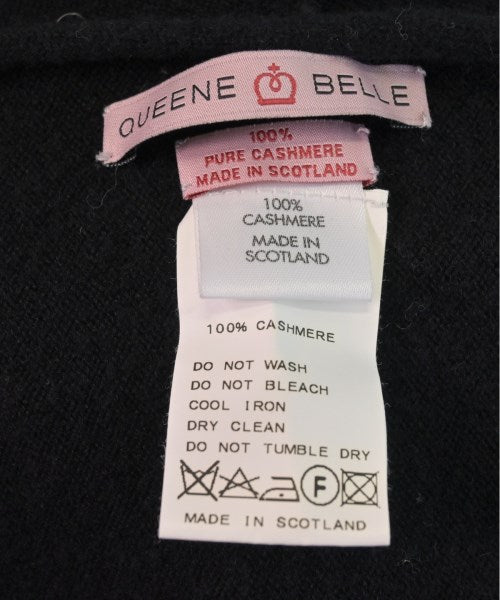 QUEENE BELLE
100%
PURE CASHMERE
MADE IN SCOTLAND
100%
CASHMERE
MADE IN
SCOTLAND
100% CASHMERE
DO NOT WASH
DO NOT BLEACH
COOL IRON
DRY CLEAN
DO NOT TUMBLE DRY
F
MADE IN SCOTLAND